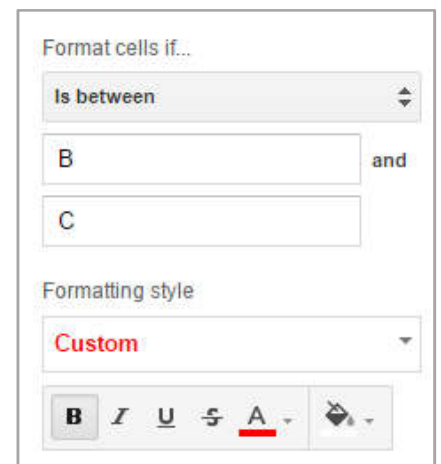 Format cells if...
Is between
B and
C
Formatting style
Custom
B I U S A